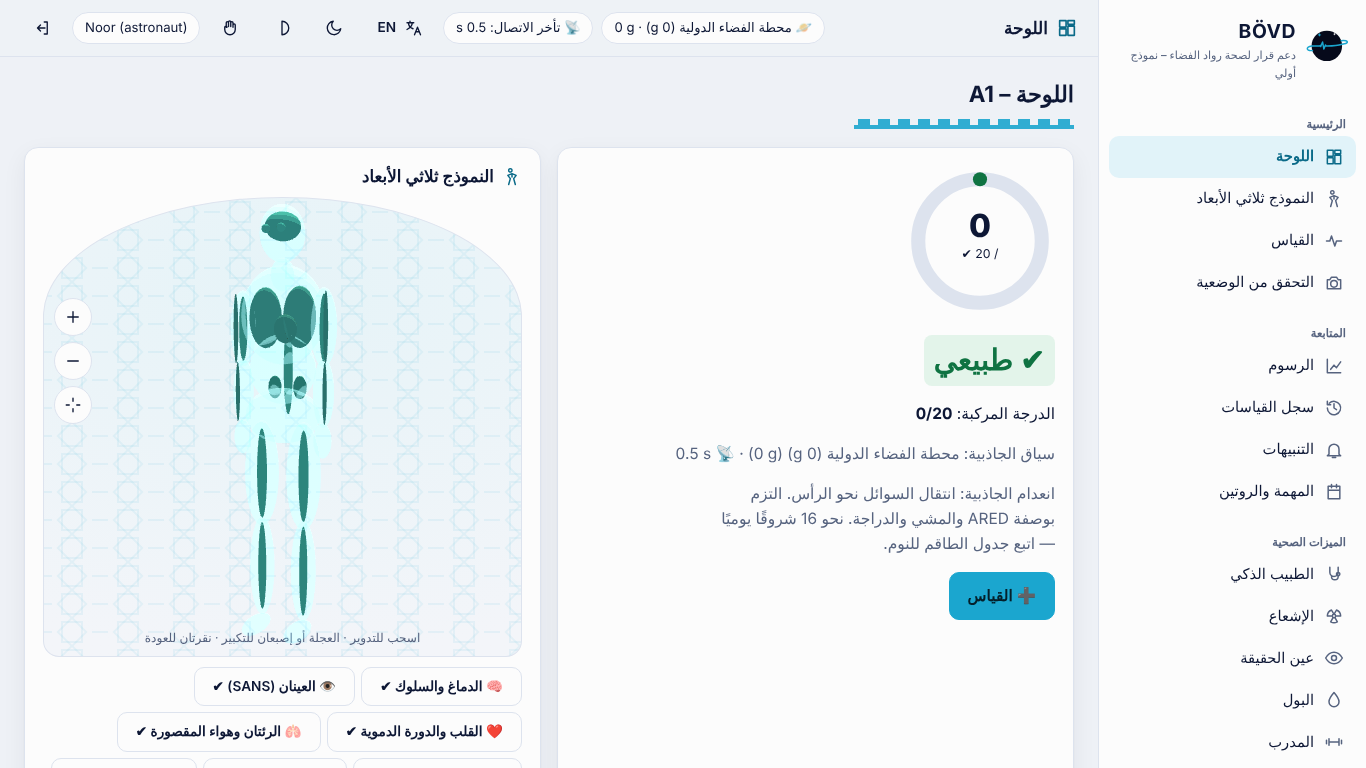 BÖVD
دعم قرار لصحة رواد الفضاء – نموذج
أولي
الرئيسية
اللوحة
النموذج ثلاثي الأبعاد
القياس
التحقق من الوضعية
المتابعة
الرسوم
سجل القياسات
التنبيهات
المهمة والروتين
الميزات الصحية
الطبيب الذكي
الإشعاع
عين الحقيقة
البول
المدرب
اللوحة
🪐 محطة الفضاء الدولية (0 g) · 0 g
📡 تأخر الاتصال: 0.5 s
EN
Noor (astronaut)
اللوحة – A1
0
/ 20 ✔
✔ طبيعي
الدرجة المركبة: 0/20
سياق الجاذبية: محطة الفضاء الدولية (0 g) (0 g) · 📡 0.5 s
انعدام الجاذبية: انتقال السوائل نحو الرأس. التزم
بوصفة ARED والمشي والدراجة. نحو 16 شروقًا يوميًا
— اتبع جدول الطاقم للنوم.
➕ القياس
النموذج ثلاثي الأبعاد
اسحب للتدوير · العجلة أو إصبعان للتكبير · نقرتان للعودة
🧠 الدماغ والسلوك ✔
👁️ العينان (SANS) ✔
❤️ القلب والدورة الدموية ✔
🫁 الرئتان وهواء المقصورة ✔